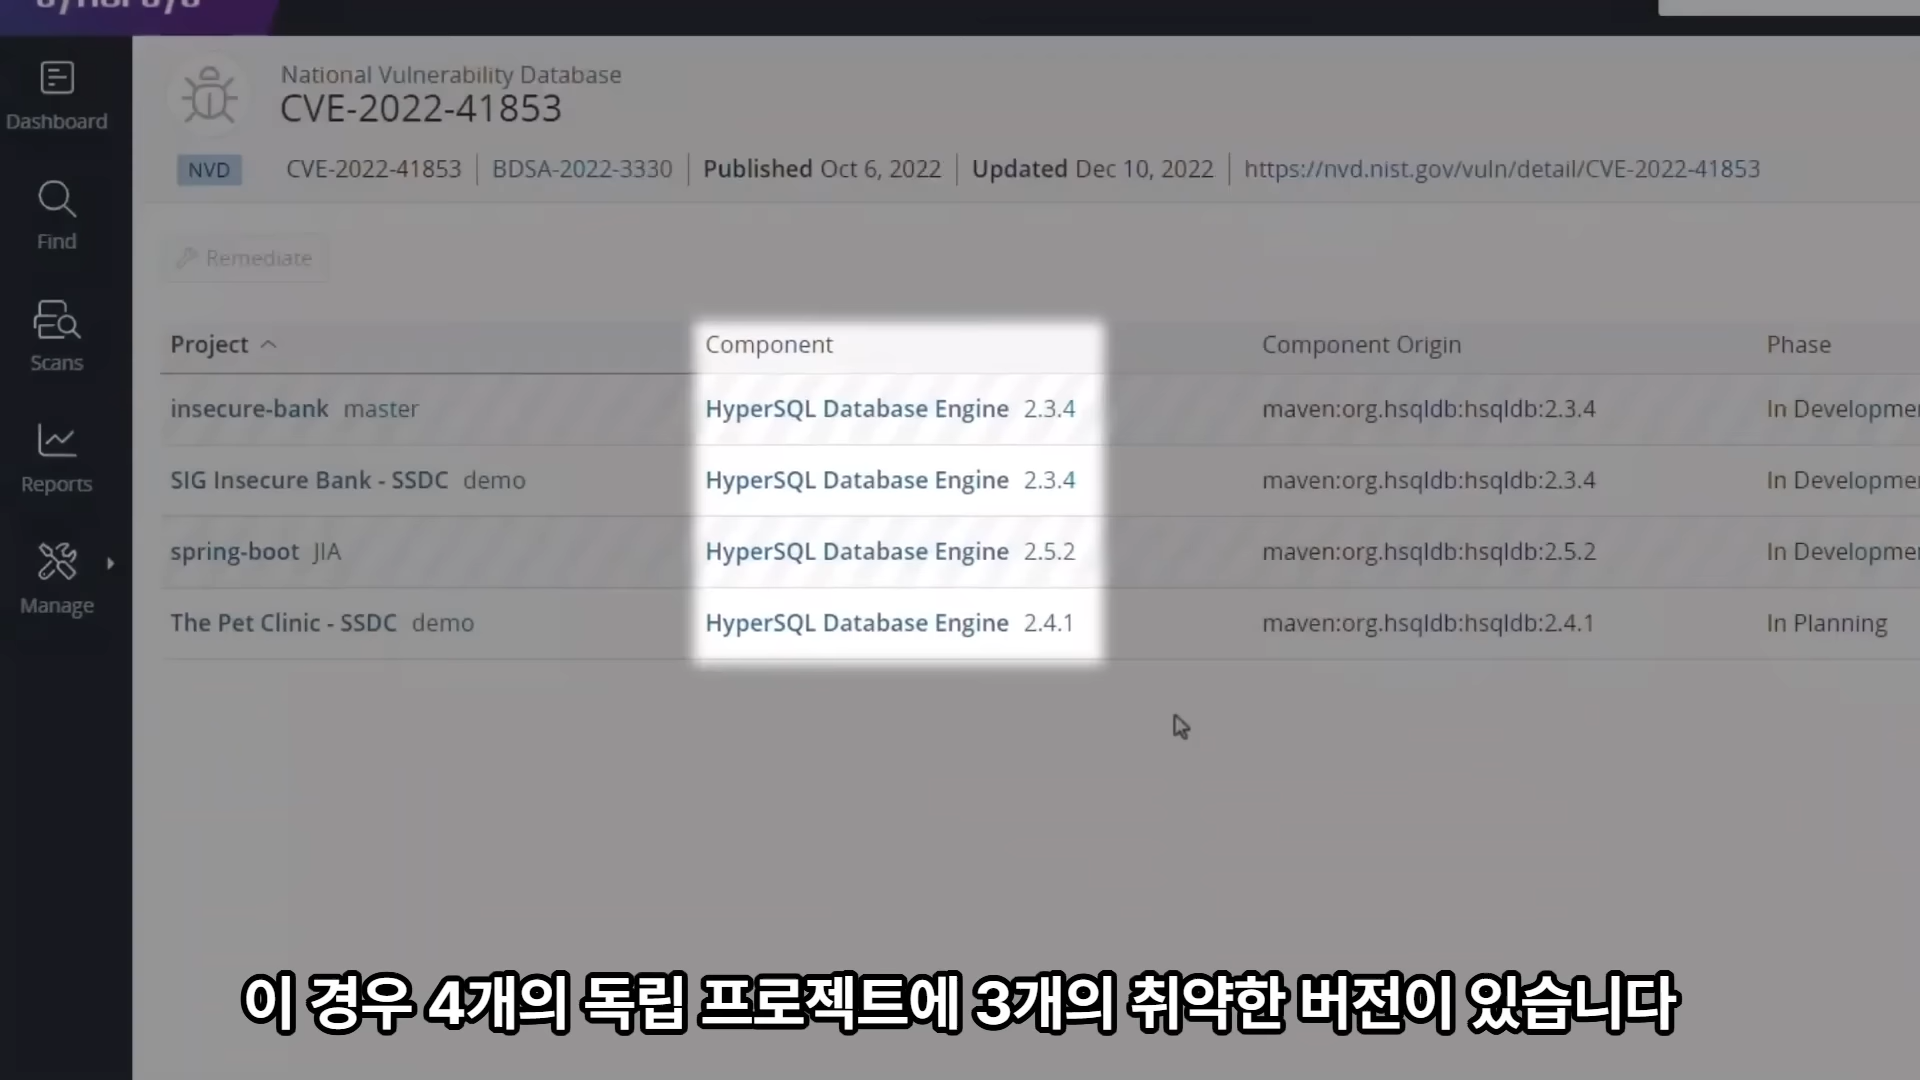 National Vulnerability Database
CVE-2022-41853
NVD CVE-2022-41853 BDSA-2022-3330 Published Oct 6, 2022 Updated Dec 10, 2022 https://nvd.nist.gov/vuln/detail/CVE-2022-41853
Dashboard
Find
Scans
Reports
Manage
Remediate
Project Component Component Origin Phase
insecure-bank master HyperSQL Database Engine 2.3.4 maven:org.hsqldb:hsqldb:2.3.4 In Developme
SIG Insecure Bank - SSDC demo HyperSQL Database Engine 2.3.4 maven:org.hsqldb:hsqldb:2.3.4 In Developme
spring-boot JIA HyperSQL Database Engine 2.5.2 maven:org.hsqldb:hsqldb:2.5.2 In Developme
The Pet Clinic - SSDC demo HyperSQL Database Engine 2.4.1 maven:org.hsqldb:hsqldb:2.4.1 In Planning
이 경우 4개의 독립 프로젝트에 3개의 취약한 버전이 있습니다